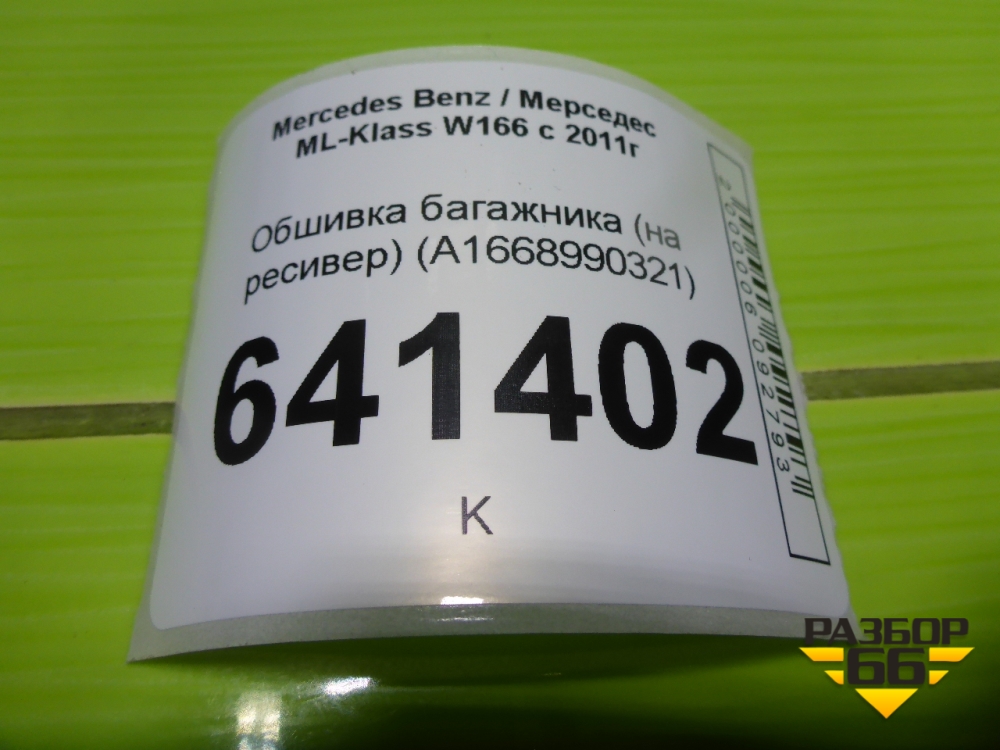 Mercedes Benz / Мерседес
ML-Klass W166 с 2011г
Обшивка багажника (на
ресивер) (A1668990321)
641402
К
2000006092793
РАЗБОР
66